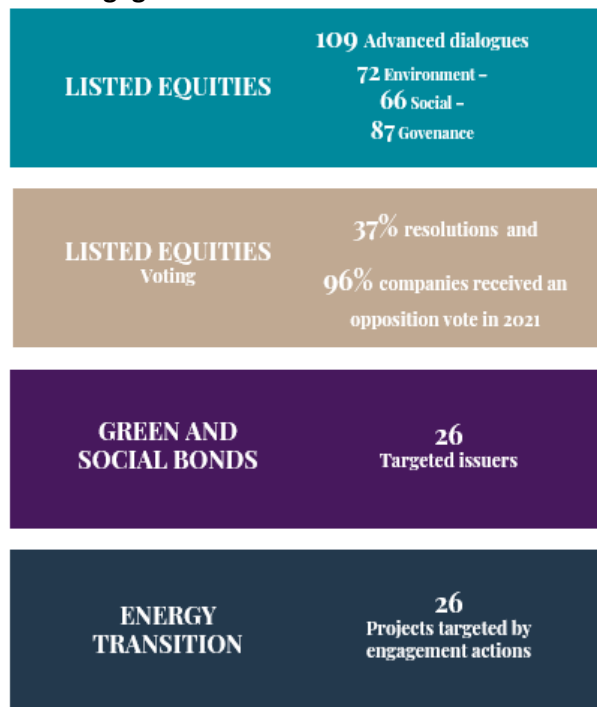 LISTED EQUITIES
109 Advanced dialogues
72 Environment –
66 Social –
87 Govenance
LISTED EQUITIES
Voting
37% resolutions and
96% companies received an
opposition vote in 2021
GREEN AND
SOCIAL BONDS
26
Targeted issuers
ENERGY
TRANSITION
26
Projects targeted by
engagement actions